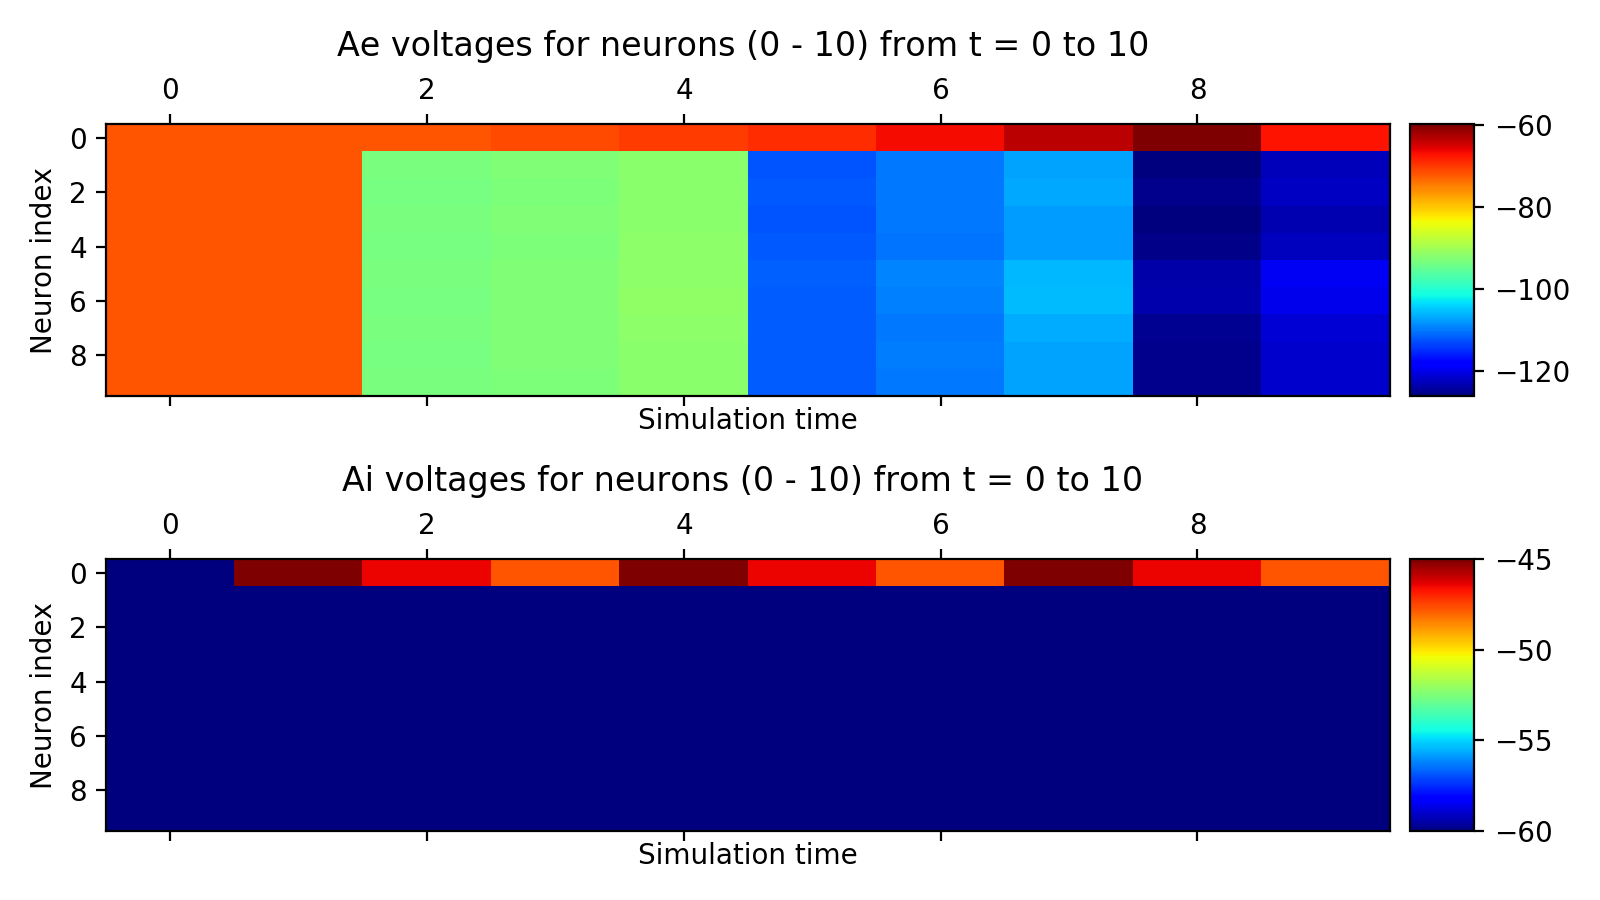 Ae voltages for neurons (0 - 10) from t = 0 to 10
0 2 4 6 8
Neuron index
0
2
4
6
8
−60
−80
−100
−120
Simulation time
Ai voltages for neurons (0 - 10) from t = 0 to 10
0 2 4 6 8
Neuron index
0
2
4
6
8
−45
−50
−55
−60
Simulation time